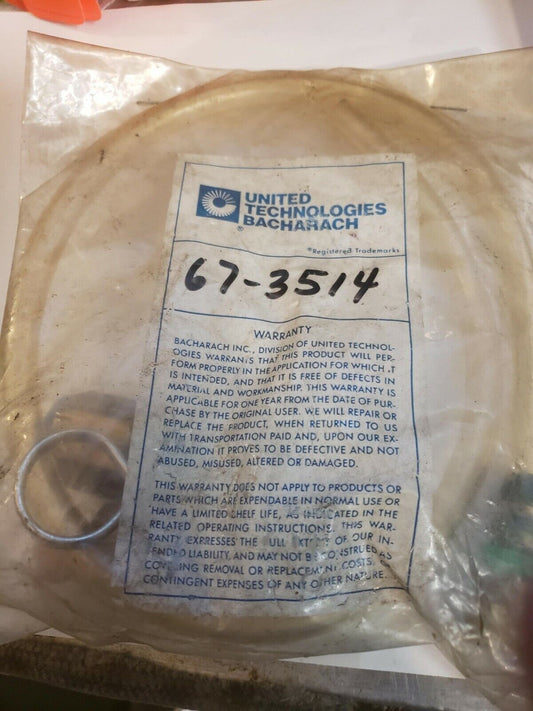 UNITED
TECHNOLOGIES
BACHARACH
®
®Registered Trademarks
67-3514
WARRANTY
BACHARACH INC., DIVISION OF UNITED TECHNOL-
OGIES WARRANTS THAT THIS PRODUCT WILL PER-
FORM PROPERLY IN THE APPLICATION FOR WHICH IT
IS INTENDED, AND THAT IT IS FREE OF DEFECTS IN
MATERIAL AND WORKMANSHIP. THIS WARRANTY IS
APPLICABLE FOR ONE YEAR FROM THE DATE OF PUR-
CHASE BY THE ORIGINAL USER. WE WILL REPAIR OR
REPLACE THE PRODUCT, WHEN RETURNED TO US
WITH TRANSPORTATION PAID AND, UPON OUR EX-
AMINATION IT PROVES TO BE DEFECTIVE AND NOT
ABUSED, MISUSED, ALTERED OR DAMAGED.
THIS WARRANTY DOES NOT APPLY TO PRODUCTS OR
PARTS WHICH ARE EXPENDABLE IN NORMAL USE OR
HAVE A LIMITED SHELF LIFE, AS INDICATED IN THE
RELATED OPERATING INSTRUCTIONS. THIS WAR-
RANTY EXPRESSES THE FULL EXTENT OF OUR IN-
TENDED LIABILITY, AND MAY NOT BE CONSTRUED AS
COVERING REMOVAL OR REPLACEMENT COSTS,
CONTINGENT EXPENSES OF ANY OTHER NATURE.